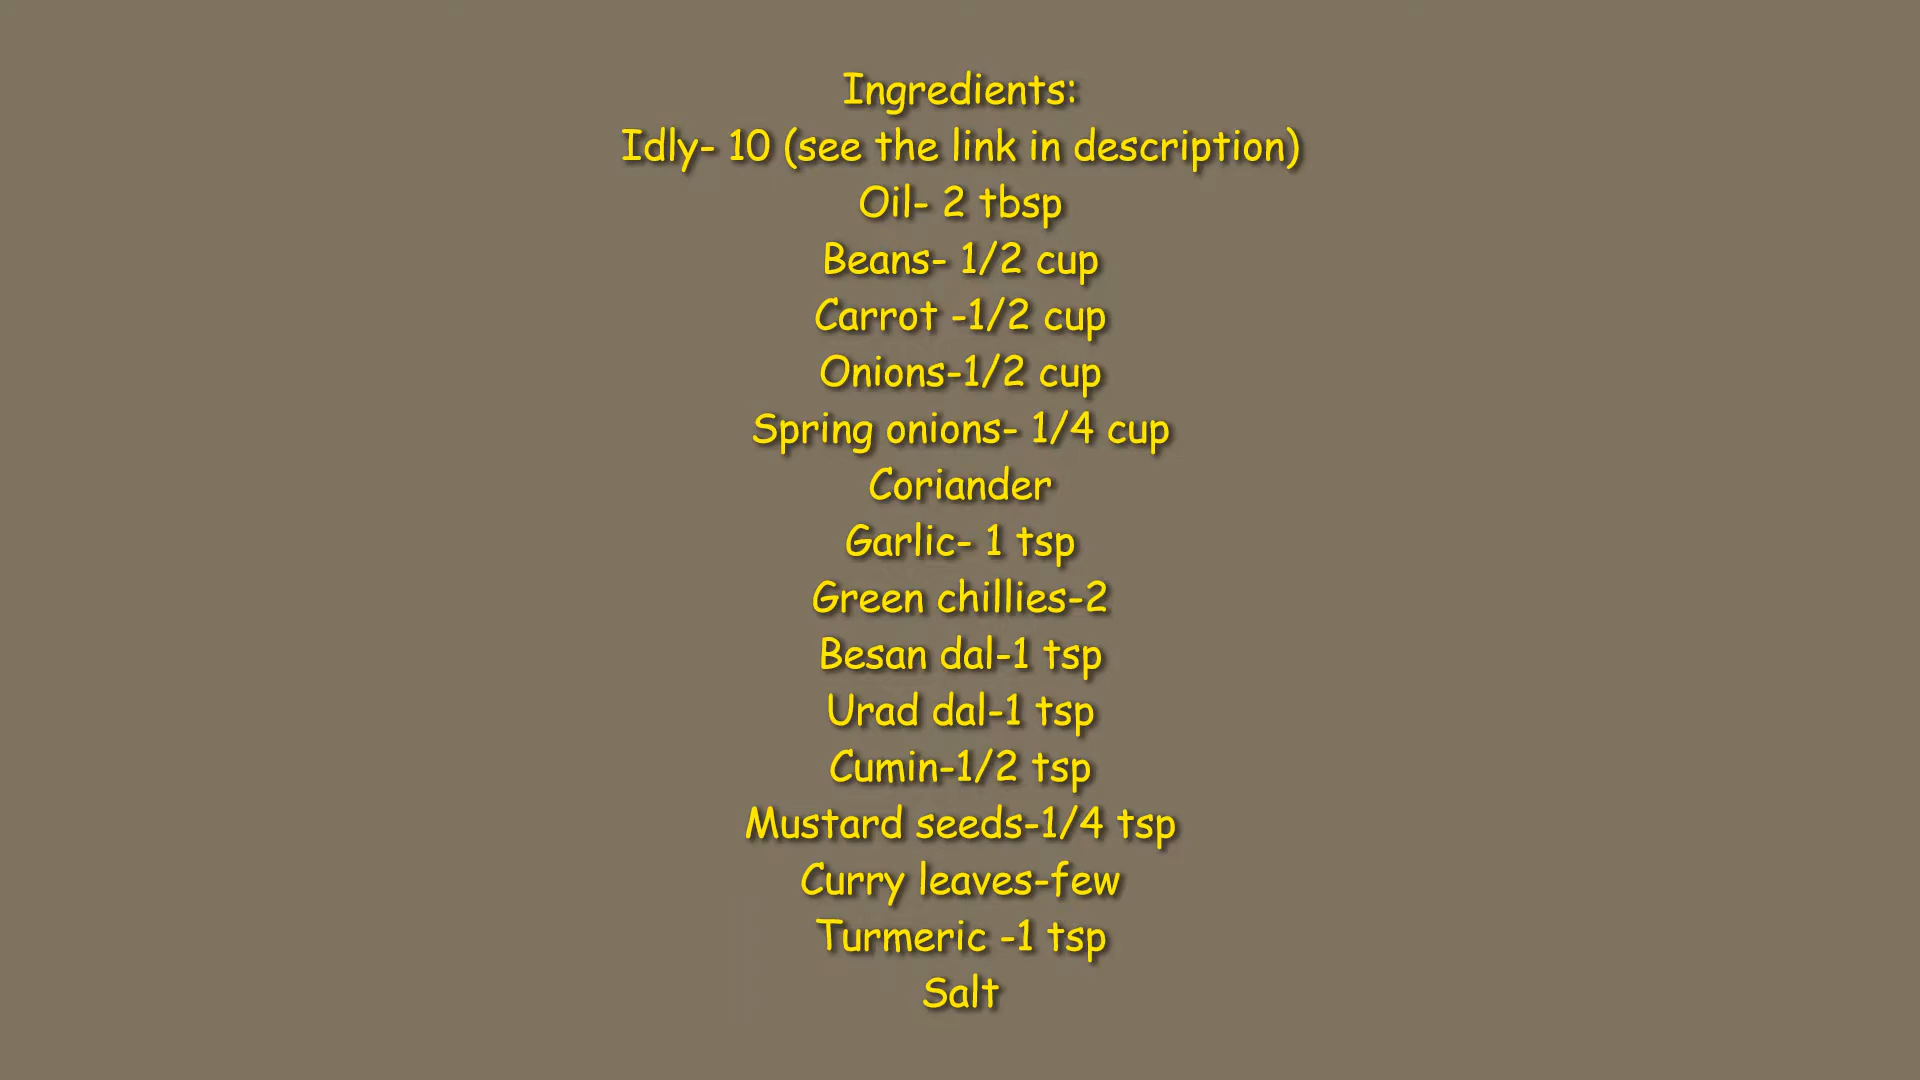 Ingredients:
Idly- 10 (see the link in description)
Oil- 2 tbsp
Beans- 1/2 cup
Carrot -1/2 cup
Onions-1/2 cup
Spring onions- 1/4 cup
Coriander
Garlic- 1 tsp
Green chillies-2
Besan dal-1 tsp
Urad dal-1 tsp
Cumin-1/2 tsp
Mustard seeds-1/4 tsp
Curry leaves-few
Turmeric -1 tsp
Salt